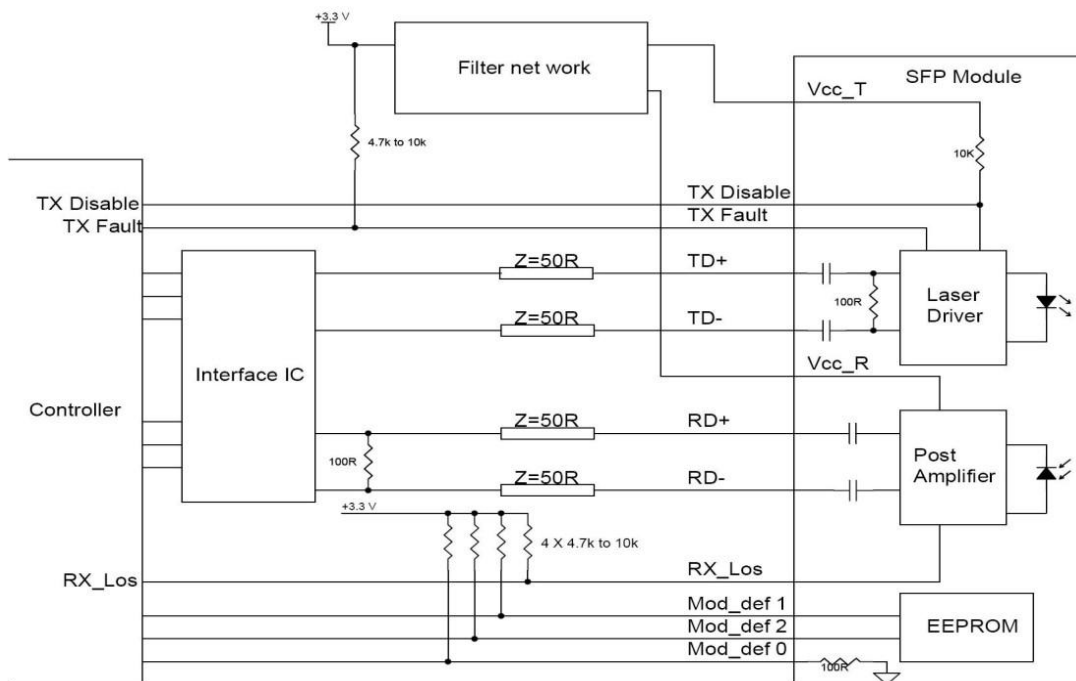 +3.3 V
Filter net work
SFP Module
Vcc_T
4.7k to 10k
10K
TX Disable
TX Disable
TX Fault
TX Fault
Z=50R
TD+
100R
Laser
Driver
Z=50R
TD-
Interface IC
Vcc_R
Controller
Z=50R
RD+
100R
Post
Amplifier
Z=50R
RD-
+3.3 V
4 X 4.7k to 10k
RX_Los
RX_Los
Mod_def 1
Mod_def 2
EEPROM
Mod_def 0
100R